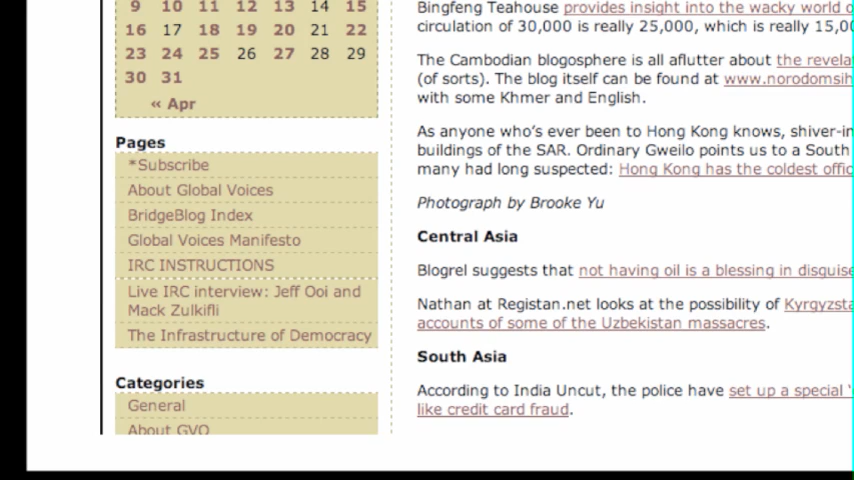 9 10 11 12 13 14 15
16 17 18 19 20 21 22
23 24 25 26 27 28 29
30 31
« Apr
Pages
*Subscribe
About Global Voices
BridgeBlog Index
Global Voices Manifesto
IRC INSTRUCTIONS
Live IRC interview: Jeff Ooi and
Mack Zulkifli
The Infrastructure of Democracy
Categories
General
About GVO
Bingfeng Teahouse provides insight into the wacky world o
circulation of 30,000 is really 25,000, which is really 15,00
The Cambodian blogosphere is all aflutter about the revela
(of sorts). The blog itself can be found at www.norodomsih
with some Khmer and English.
As anyone who's ever been to Hong Kong knows, shiver-in
buildings of the SAR. Ordinary Gweilo points us to a South
many had long suspected: Hong Kong has the coldest offic
Photograph by Brooke Yu
Central Asia
Blogrel suggests that not having oil is a blessing in disguise
Nathan at Registan.net looks at the possibility of Kyrgyzsta
accounts of some of the Uzbekistan massacres.
South Asia
According to India Uncut, the police have set up a special '
like credit card fraud.